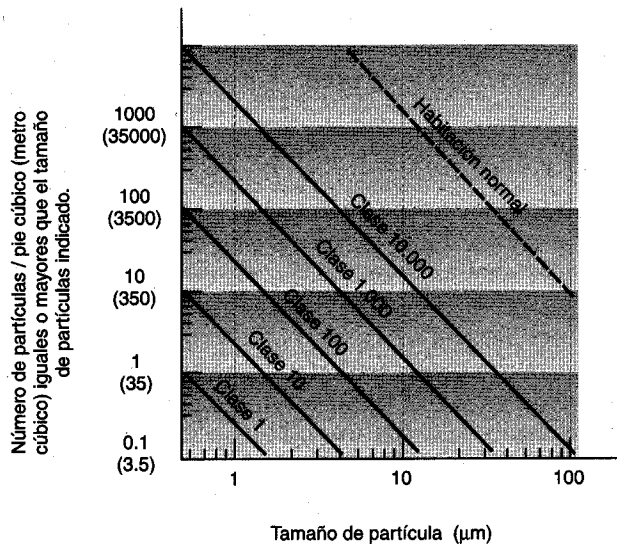 Número de partículas / pie cúbico (metro
cúbico) iguales o mayores que el tamaño
de partículas indicado.
1000
(35000)
100
(3500)
10
(350)
1
(35)
0.1
(3.5)
Habitación normal
Clase 10.000
Clase 1.000
Clase 100
Clase 10
Clase 1
1
10
100
Tamaño de partícula (µm)